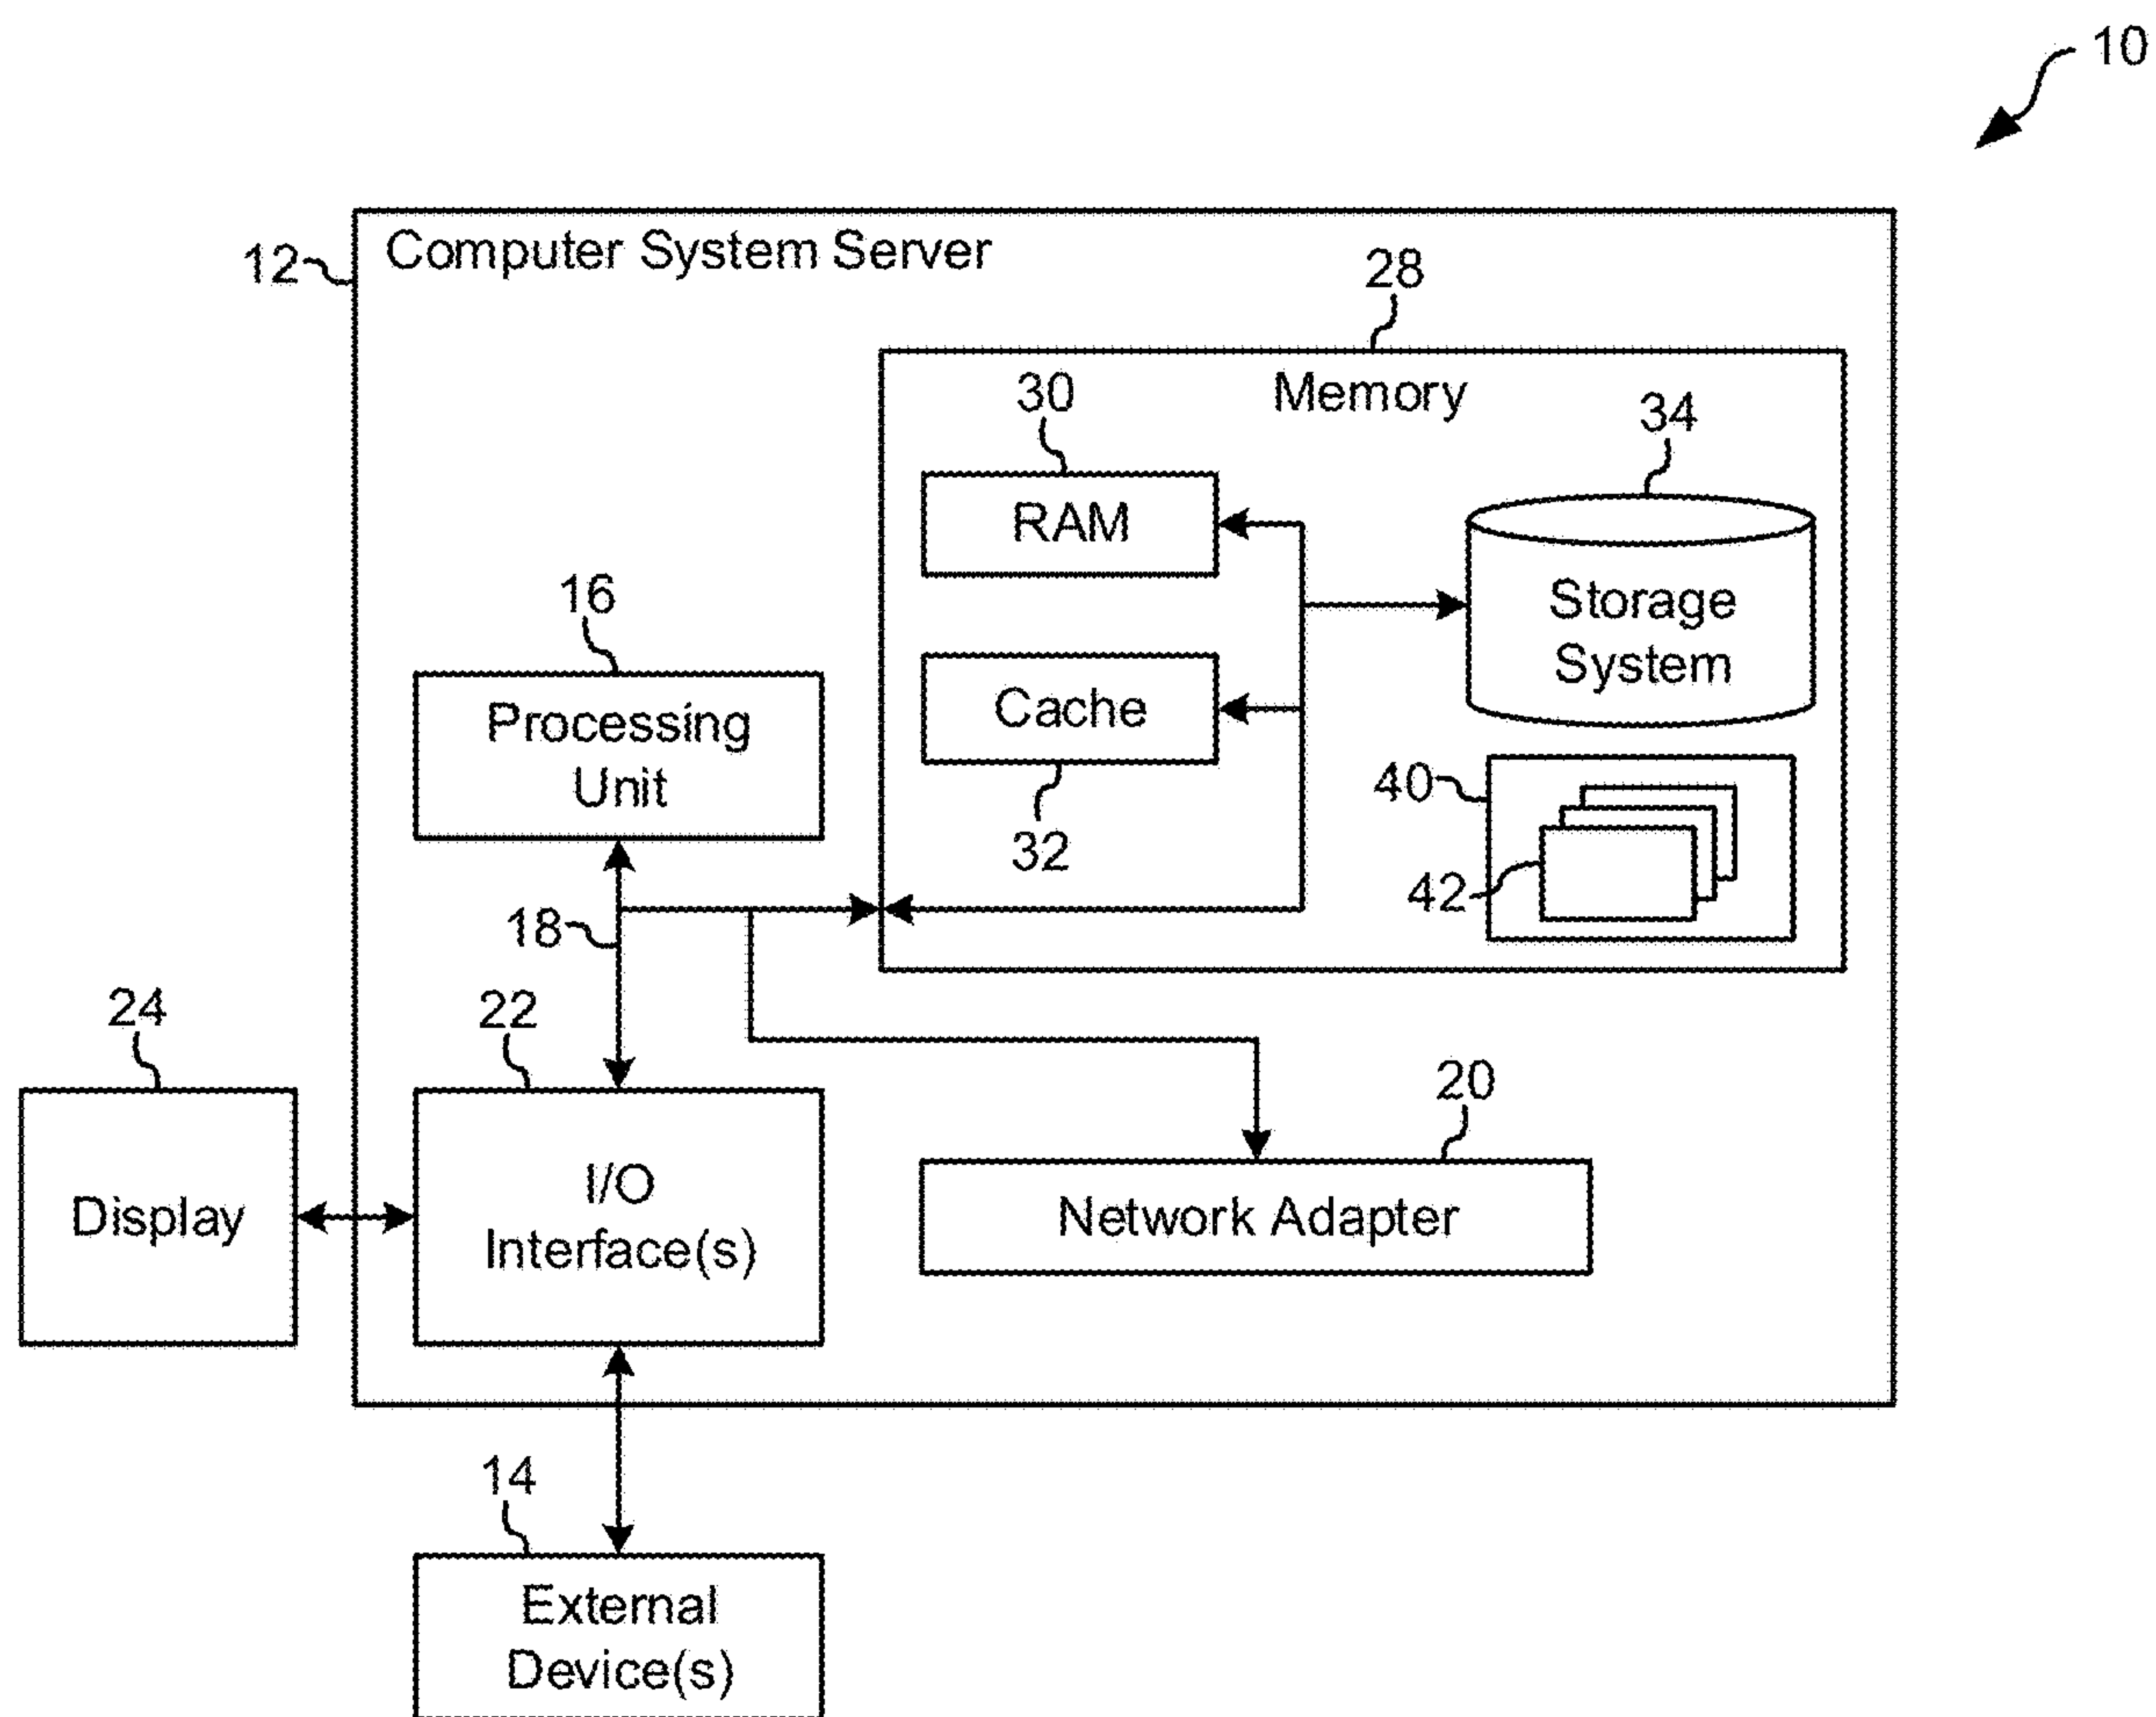 10
12
Computer System Server
28
Memory
30
RAM
34
Storage
System
16
Processing
Unit
Cache
32
40
42
18
24
Display
22
I/O
Interface(s)
20
Network Adapter
14
External
Device(s)